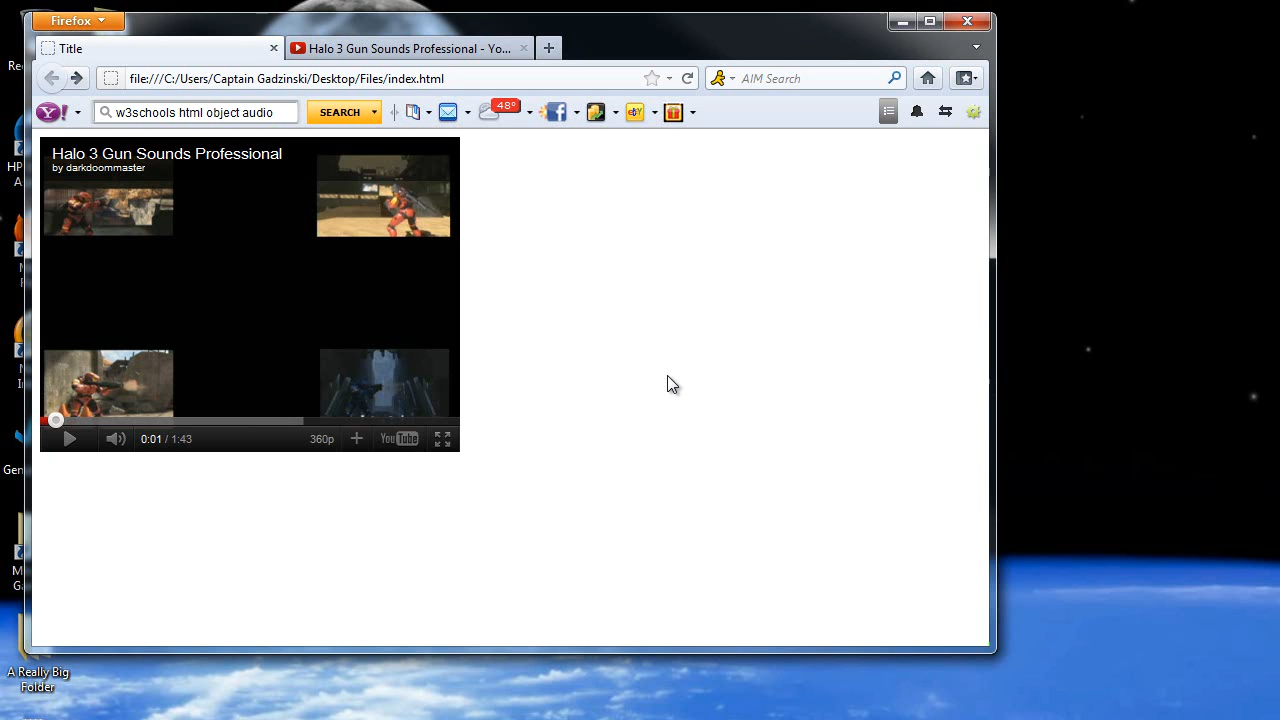 Firefox
Title
Halo 3 Gun Sounds Professional - Yo...
file:///C:/Users/Captain Gadzinski/Desktop/Files/index.html
AIM Search
Y!
w3schools html object audio
SEARCH
48°
Halo 3 Gun Sounds Professional
by darkdoommaster
0:01 / 1:43
360p
YouTube
HP
A
Gen
A Really Big
Folder